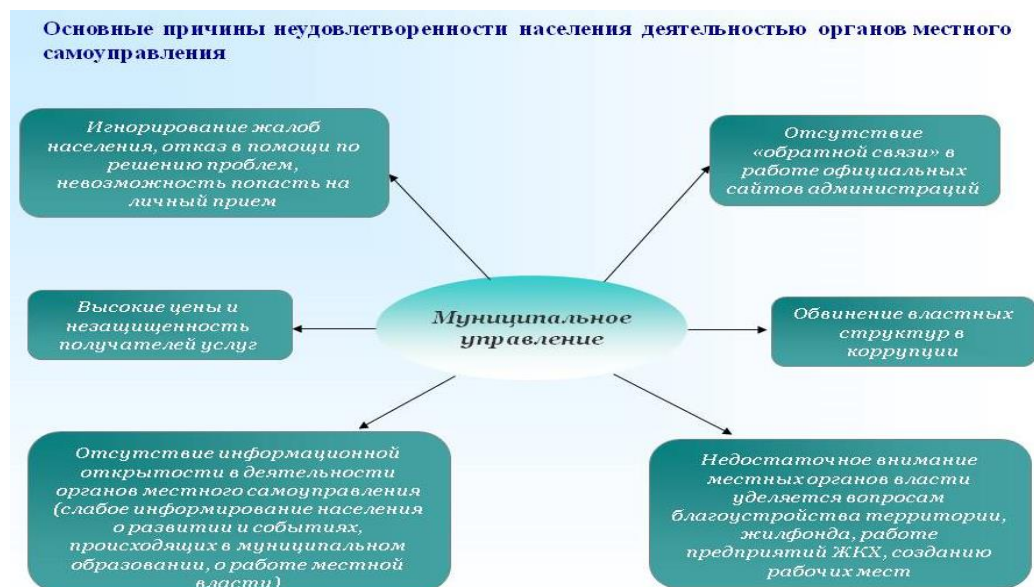 Основные причины неудовлетворенности населения деятельностью органов местного
самоуправления
Игнорирование жалоб
населения, отказ в помощи по
решению проблем,
невозможность попасть на
личный прием
Отсутствие
«обратной связи» в
работе официальных
сайтов администраций
Высокие цены и
незащищенность
получателей услуг
Муниципальное
управление
Обвинение властных
структур в
коррупции
Отсутствие информационной
открытости в деятельности
органов местного самоуправления
(слабое информирование населения
о развитии и событиях,
происходящих в муниципальном
образовании, о работе местной
власти)
Недостаточное внимание
местных органов власти
уделяется вопросам
благоустройства территории,
жилфонда, работе
предприятий ЖКХ, созданию
рабочих мест